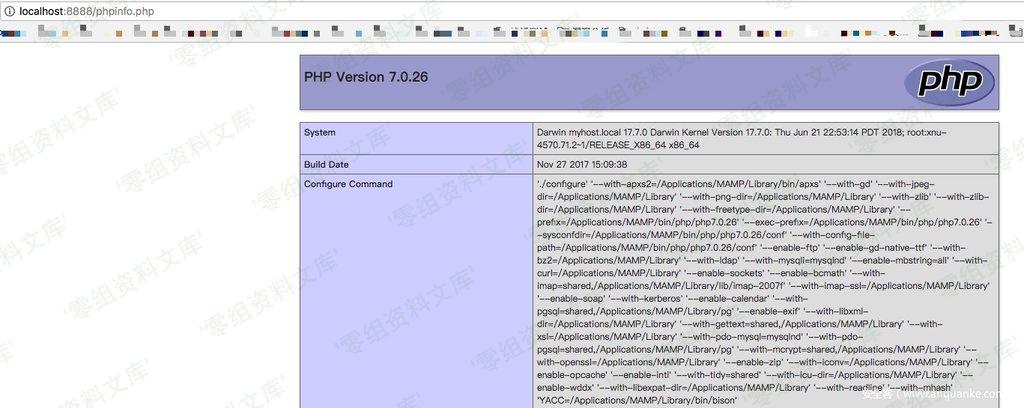 localhost:8888/phpinfo.php
PHP Version 7.0.26
php
System
Darwin myhost.local 17.7.0 Darwin Kernel Version 17.7.0: Thu Jun 21 22:53:14 PDT 2018; root:xnu-
4570.71.2~1/RELEASE_X86_64 x86_64
Build Date
Nov 27 2017 15:09:38
Configure Command
'./configure' '--with-apxs2=/Applications/MAMP/Library/bin/apxs' '--with-gd' '--with-jpeg-
dir=/Applications/MAMP/Library' '--with-png-dir=/Applications/MAMP/Library' '--with-zlib' '--with-zlib-
dir=/Applications/MAMP/Library' '--with-freetype-dir=/Applications/MAMP/Library' '--
prefix=/Applications/MAMP/bin/php/php7.0.26' '--exec-prefix=/Applications/MAMP/bin/php/php7.0.26' '-
-sysconfdir=/Applications/MAMP/bin/php/php7.0.26/conf' '--with-config-file-
path=/Applications/MAMP/bin/php/php7.0.26/conf' '--enable-ftp' '--enable-gd-native-ttf' '--with-
bz2=/Applications/MAMP/Library' '--with-ldap' '--with-mysqli=mysqlnd' '--enable-mbstring=all' '--with-
curl=/Applications/MAMP/Library' '--enable-sockets' '--enable-bcmath' '--with-
imap=shared,/Applications/MAMP/Library/lib/imap-2007f' '--with-imap-ssl=/Applications/MAMP/Library'
'--enable-soap' '--with-kerberos' '--enable-calendar' '--with-
pgsql=shared,/Applications/MAMP/Library/pg' '--enable-exif' '--with-libxml-
dir=/Applications/MAMP/Library' '--with-gettext=shared,/Applications/MAMP/Library' '--with-
xsl=/Applications/MAMP/Library' '--with-pdo-mysql=mysqlnd' '--with-pdo-
pgsql=shared,/Applications/MAMP/Library/pg' '--with-mcrypt=shared,/Applications/MAMP/Library' '--
with-openssl=/Applications/MAMP/Library' '--enable-zip' '--with-iconv=/Applications/MAMP/Library' '--
enable-opcache' '--enable-intl' '--with-tidy=shared' '--with-icu-dir=/Applications/MAMP/Library' '--
enable-wddx' '--with-libexpat-dir=/Applications/MAMP/Library' '--with-readline' '--with-mhash'
'YACC=/Applications/MAMP/bin/bison'
安全客 ( www.anquanke.com
'零组资料文库'